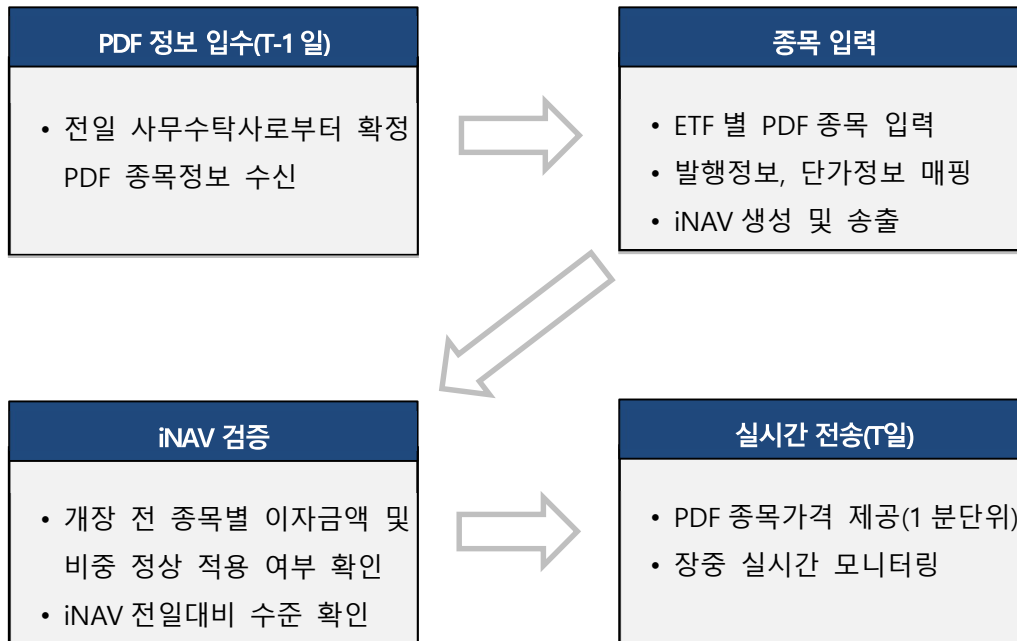 PDF 정보 입수(T-1 일)
• 전일 사무수탁사로부터 확정
PDF 종목정보 수신
종목 입력
• ETF 별 PDF 종목 입력
• 발행정보, 단가정보 매핑
• iNAV 생성 및 송출
iNAV 검증
• 개장 전 종목별 이자금액 및
비중 정상 적용 여부 확인
• iNAV 전일대비 수준 확인
실시간 전송(T일)
• PDF 종목가격 제공(1 분단위)
• 장중 실시간 모니터링